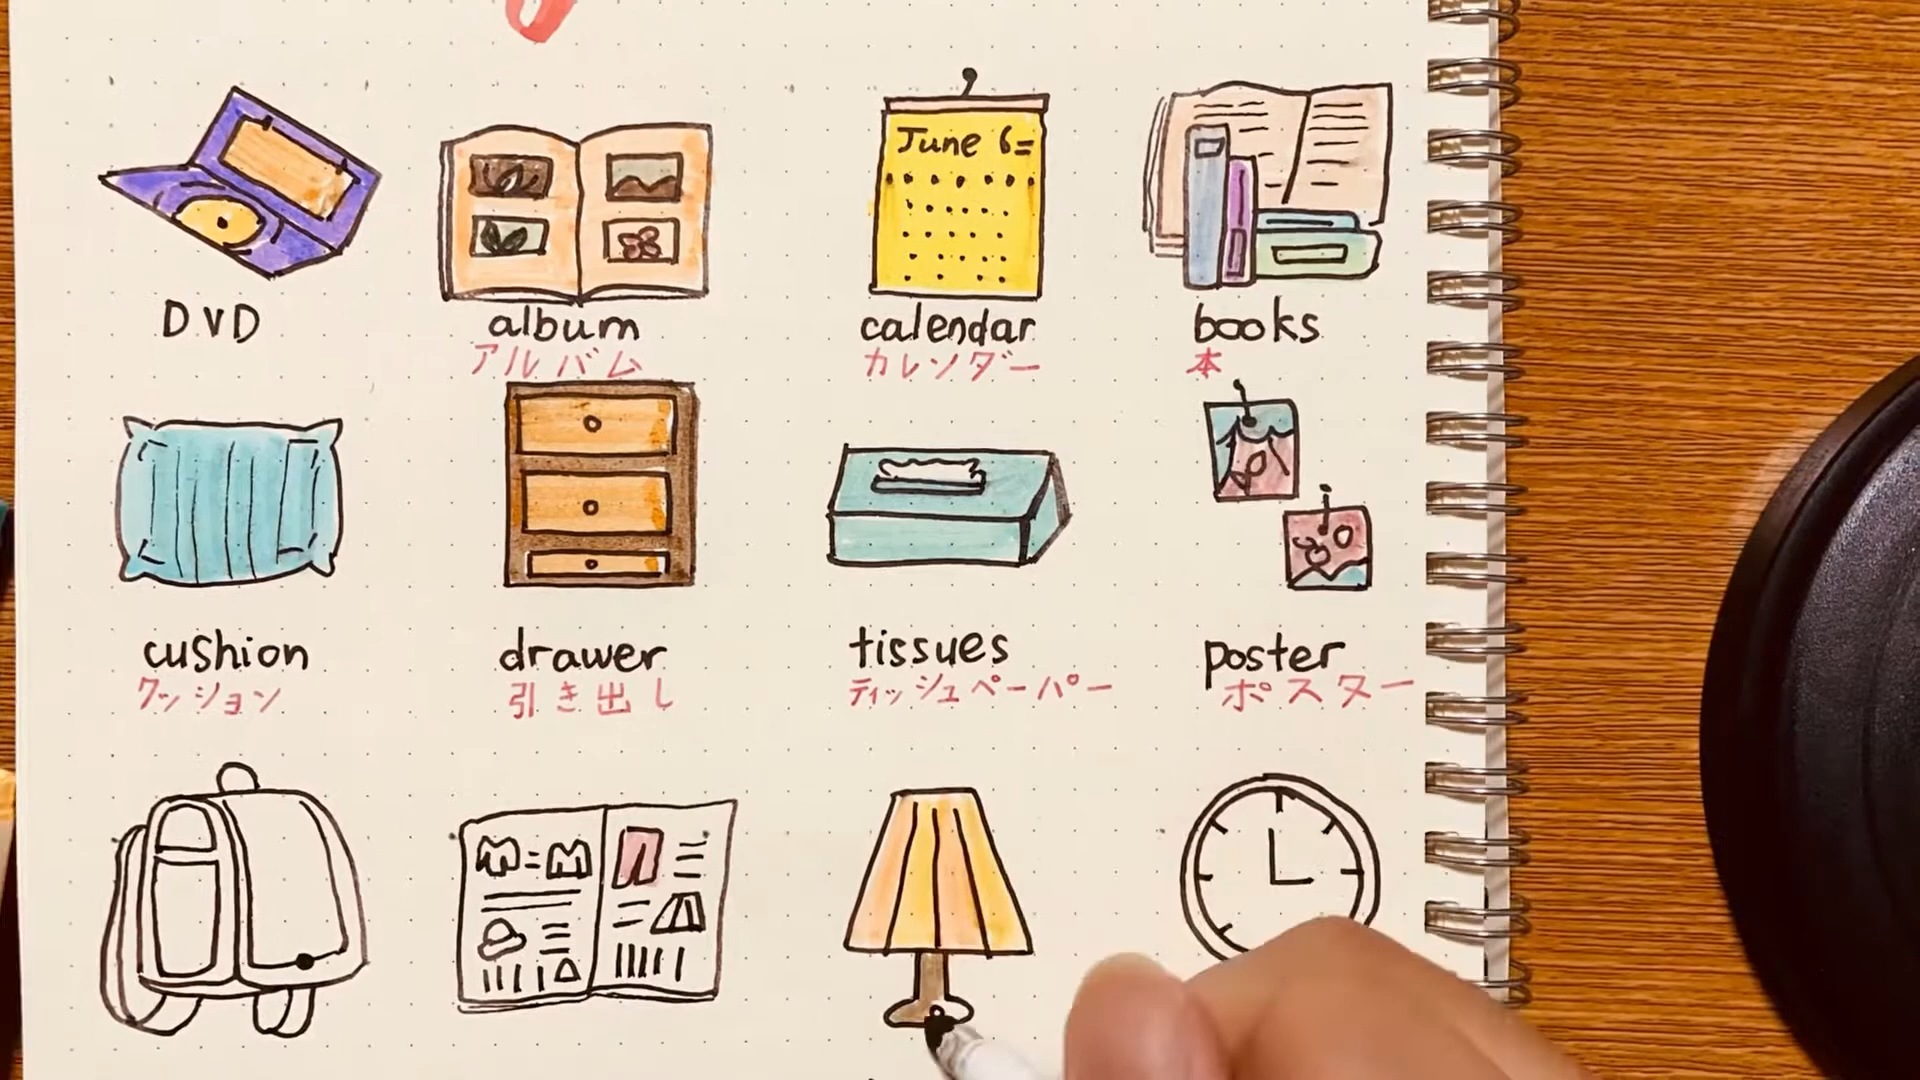 June 6=
DVD
album
アルバム
calendar
カレンダー
books
本
cushion
クッション
drawer
引き出し
tissues
ティッシュペーパー
poster
ポスター